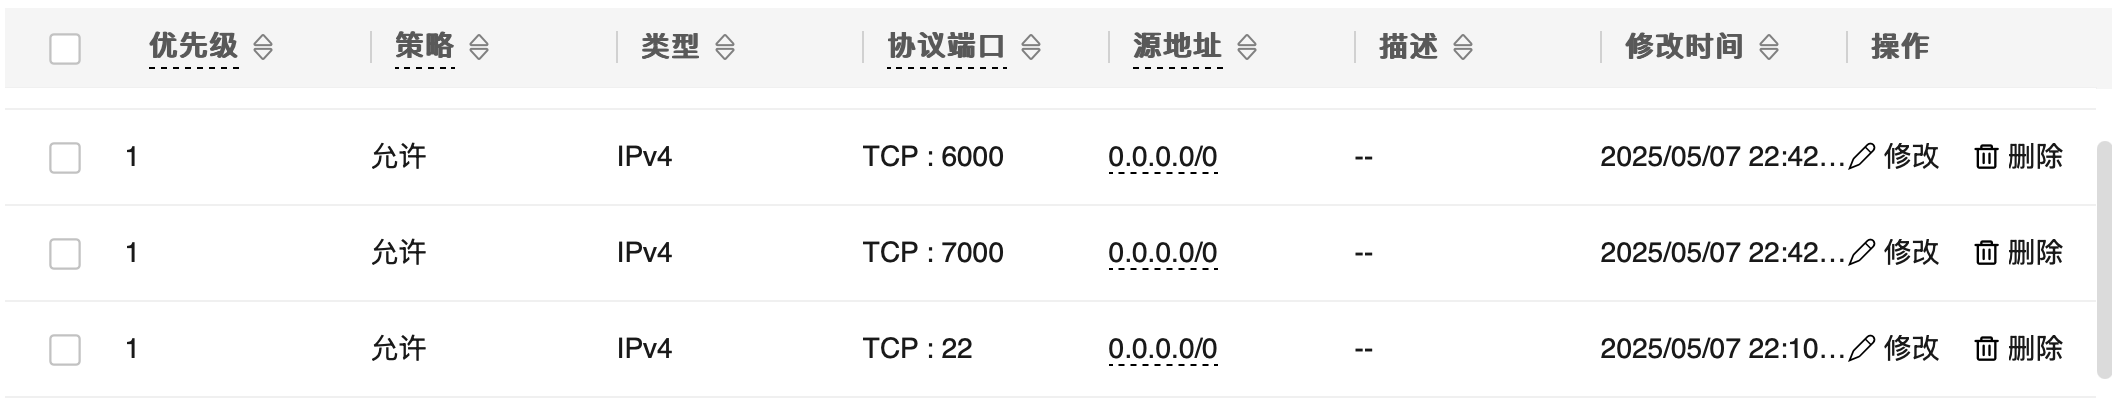 优先级 策略 类型 协议端口 源地址 描述 修改时间 操作
1 允许 IPv4 TCP : 6000 0.0.0.0/0 -- 2025/05/07 22:42... 修改 删除
1 允许 IPv4 TCP : 7000 0.0.0.0/0 -- 2025/05/07 22:42... 修改 删除
1 允许 IPv4 TCP : 22 0.0.0.0/0 -- 2025/05/07 22:10... 修改 删除